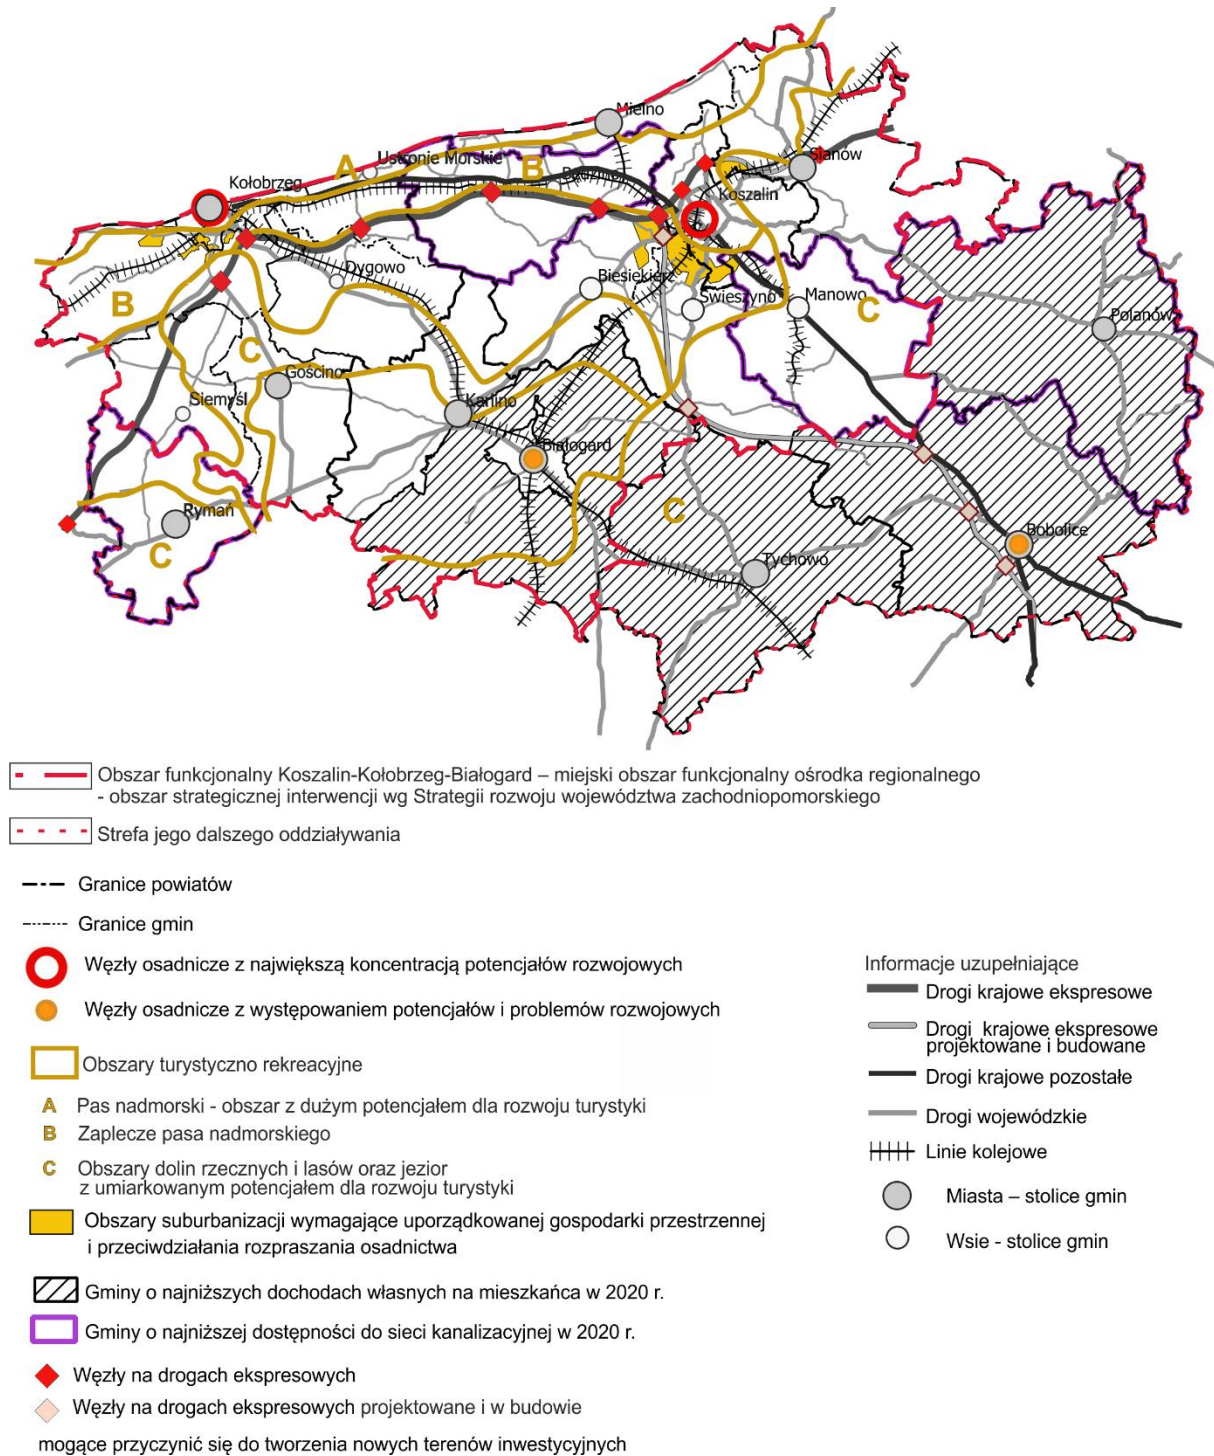 Mielno
A
Ustronie Morskie
B
Będzino
Sianów
Kołobrzeg
Koszalin
Dygowo
Biesiekierz
Świeszyno
Manowo
C
B
Polanów
C
Gościno
Siemyśl
Karlino
Białogard
Rymań
C
C
Bobolice
Tychowo
Obszar funkcjonalny Koszalin-Kołobrzeg-Białogard – miejski obszar funkcjonalny ośrodka regionalnego
- obszar strategicznej interwencji wg Strategii rozwoju województwa zachodniopomorskiego
Strefa jego dalszego oddziaływania
Granice powiatów
Granice gmin
Węzły osadnicze z największą koncentracją potencjałów rozwojowych
Węzły osadnicze z występowaniem potencjałów i problemów rozwojowych
Obszary turystyczno rekreacyjne
A Pas nadmorski - obszar z dużym potencjałem dla rozwoju turystyki
B Zaplecze pasa nadmorskiego
C Obszary dolin rzecznych i lasów oraz jezior
z umiarkowanym potencjałem dla rozwoju turystyki
Obszary suburbanizacji wymagające uporządkowanej gospodarki przestrzennej
i przeciwdziałania rozpraszania osadnictwa
Gminy o najniższych dochodach własnych na mieszkańca w 2020 r.
Gminy o najniższej dostępności do sieci kanalizacyjnej w 2020 r.
Węzły na drogach ekspresowych
Węzły na drogach ekspresowych projektowane i w budowie
mogące przyczynić się do tworzenia nowych terenów inwestycyjnych
Informacje uzupełniające
Drogi krajowe ekspresowe
Drogi krajowe ekspresowe
projektowane i budowane
Drogi krajowe pozostałe
Drogi wojewódzkie
Linie kolejowe
Miasta – stolice gmin
Wsie - stolice gmin